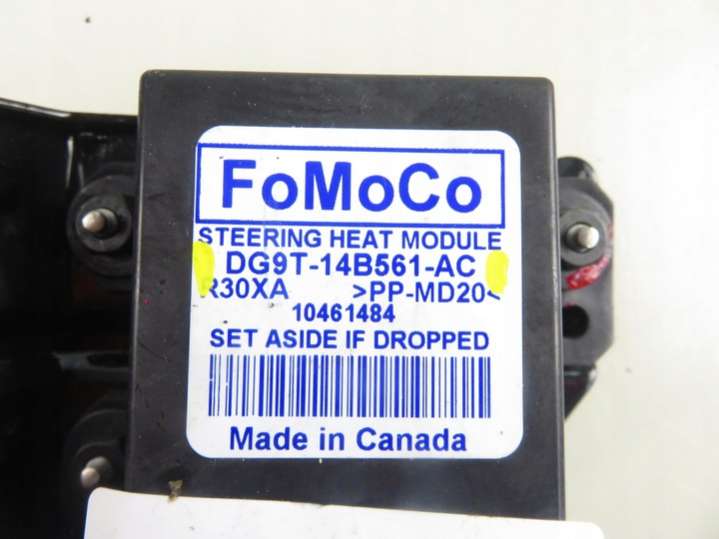 FoMoCo
STEERING HEAT MODULE
DG9T-14B561-AC
R30XA >PP-MD20<
10461484
SET ASIDE IF DROPPED
Made in Canada